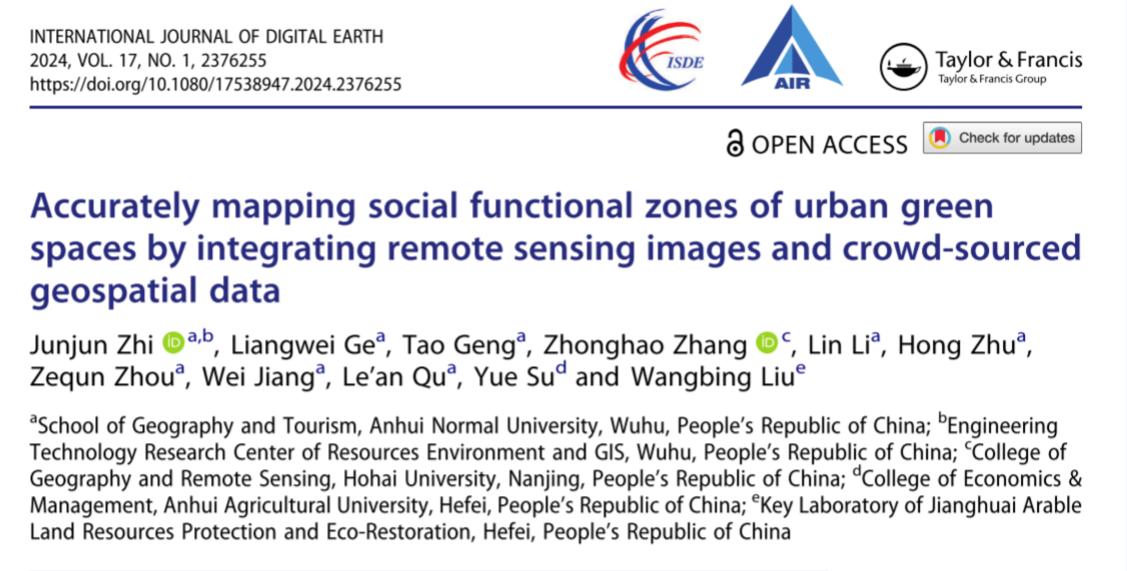 INTERNATIONAL JOURNAL OF DIGITAL EARTH
2024, VOL. 17, NO. 1, 2376255
https://doi.org/10.1080/17538947.2024.2376255
ISDE
AIR
Taylor & Francis
Taylor & Francis Group
OPEN ACCESS
Check for updates
Accurately mapping social functional zones of urban green
spaces by integrating remote sensing images and crowd-sourced
geospatial data
Junjun Zhi iD a,b, Liangwei Ge a, Tao Geng a, Zhonghao Zhang iD c, Lin Li a, Hong Zhu a,
Zequn Zhou a, Wei Jiang a, Le’an Qu a, Yue Su d and Wangbing Liu e
a School of Geography and Tourism, Anhui Normal University, Wuhu, People’s Republic of China; b Engineering
Technology Research Center of Resources Environment and GIS, Wuhu, People’s Republic of China; c College of
Geography and Remote Sensing, Hohai University, Nanjing, People’s Republic of China; d College of Economics &
Management, Anhui Agricultural University, Hefei, People’s Republic of China; e Key Laboratory of Jianghuai Arable
Land Resources Protection and Eco-Restoration, Hefei, People’s Republic of China